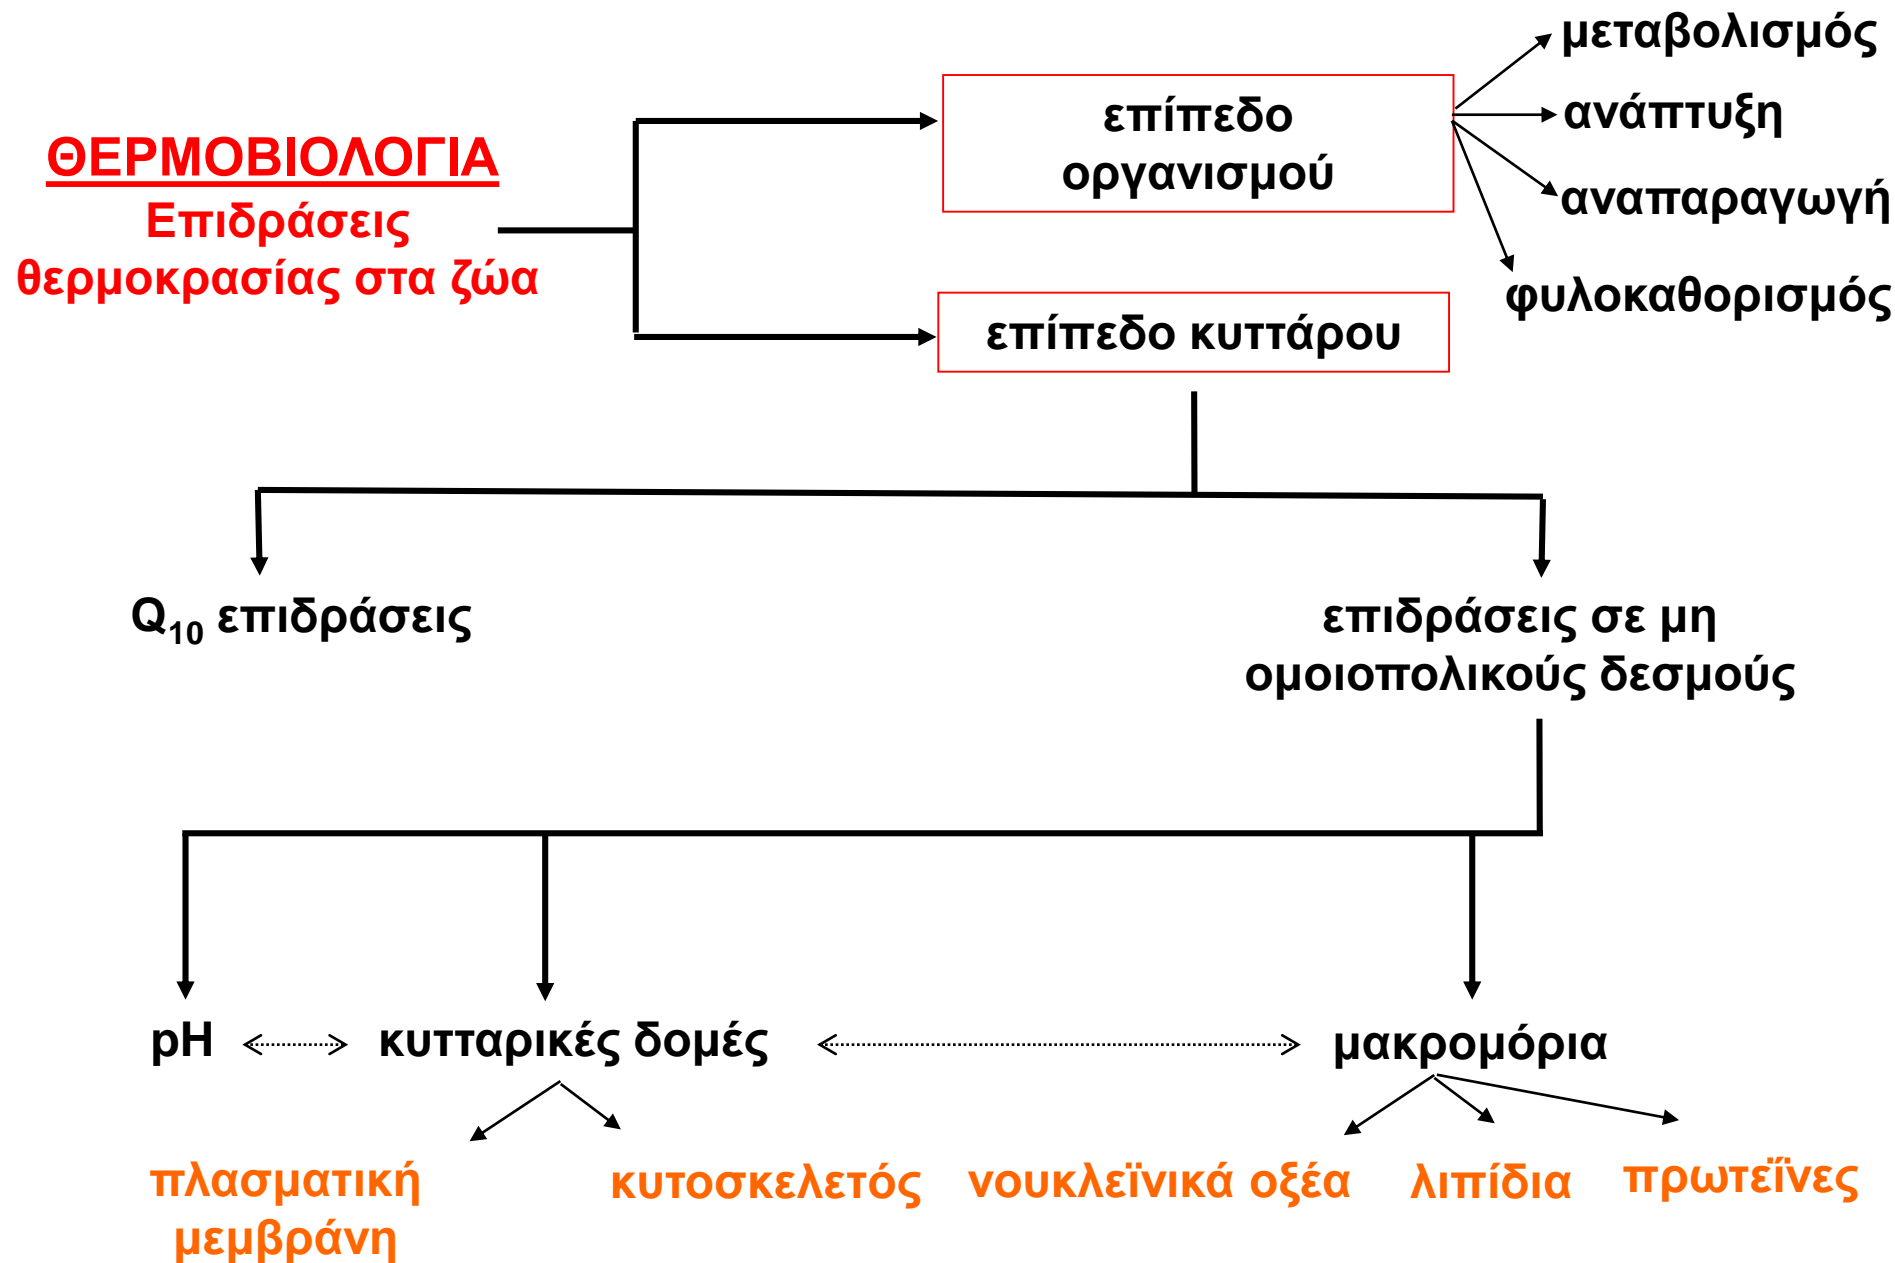 ΘΕΡΜΟΒΙΟΛΟΓΙΑ
Επιδράσεις
θερμοκρασίας στα ζώα
επίπεδο
οργανισμού
μεταβολισμός
ανάπτυξη
αναπαραγωγή
φυλοκαθορισμός
επίπεδο κυττάρου
Q10 επιδράσεις
επιδράσεις σε μη
ομοιοπολικούς δεσμούς
pH
κυτταρικές δομές
μακρομόρια
πλασματική
μεμβράνη
κυτοσκελετός
νουκλεϊνικά οξέα
λιπίδια
πρωτεΐνες